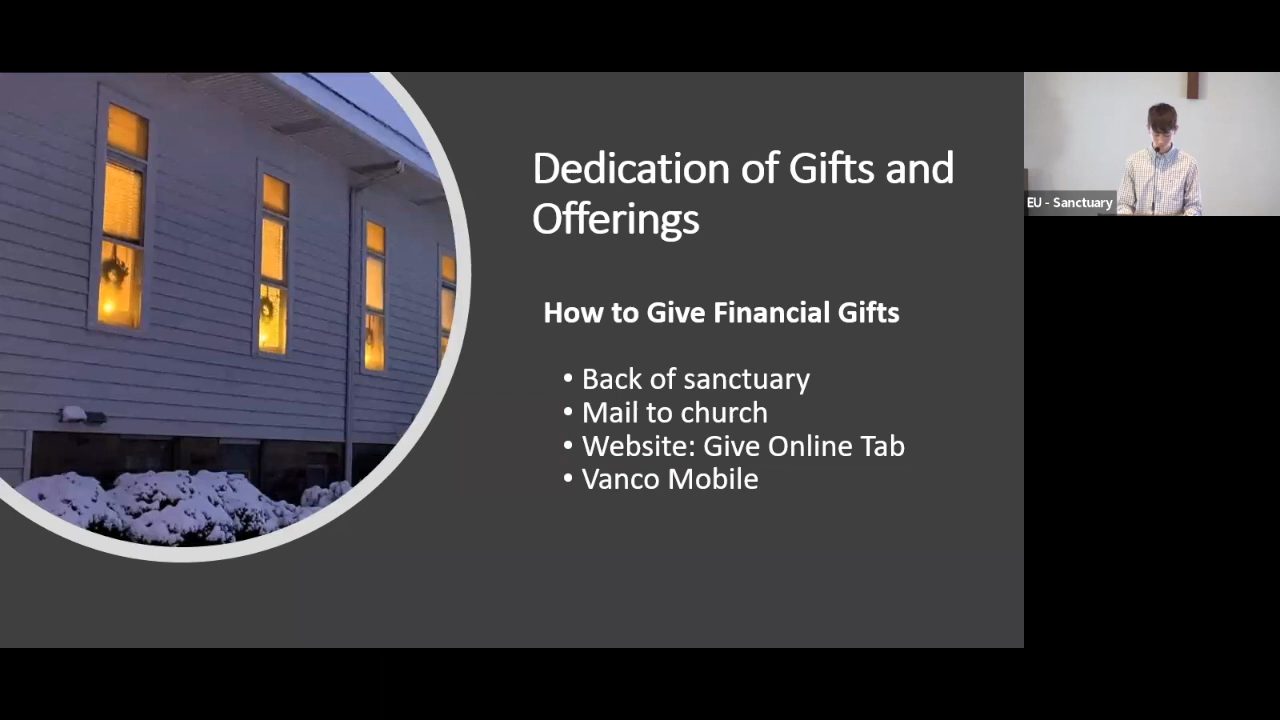 Dedication of Gifts and
Offerings
How to Give Financial Gifts
• Back of sanctuary
• Mail to church
• Website: Give Online Tab
• Vanco Mobile
EU - Sanctuary